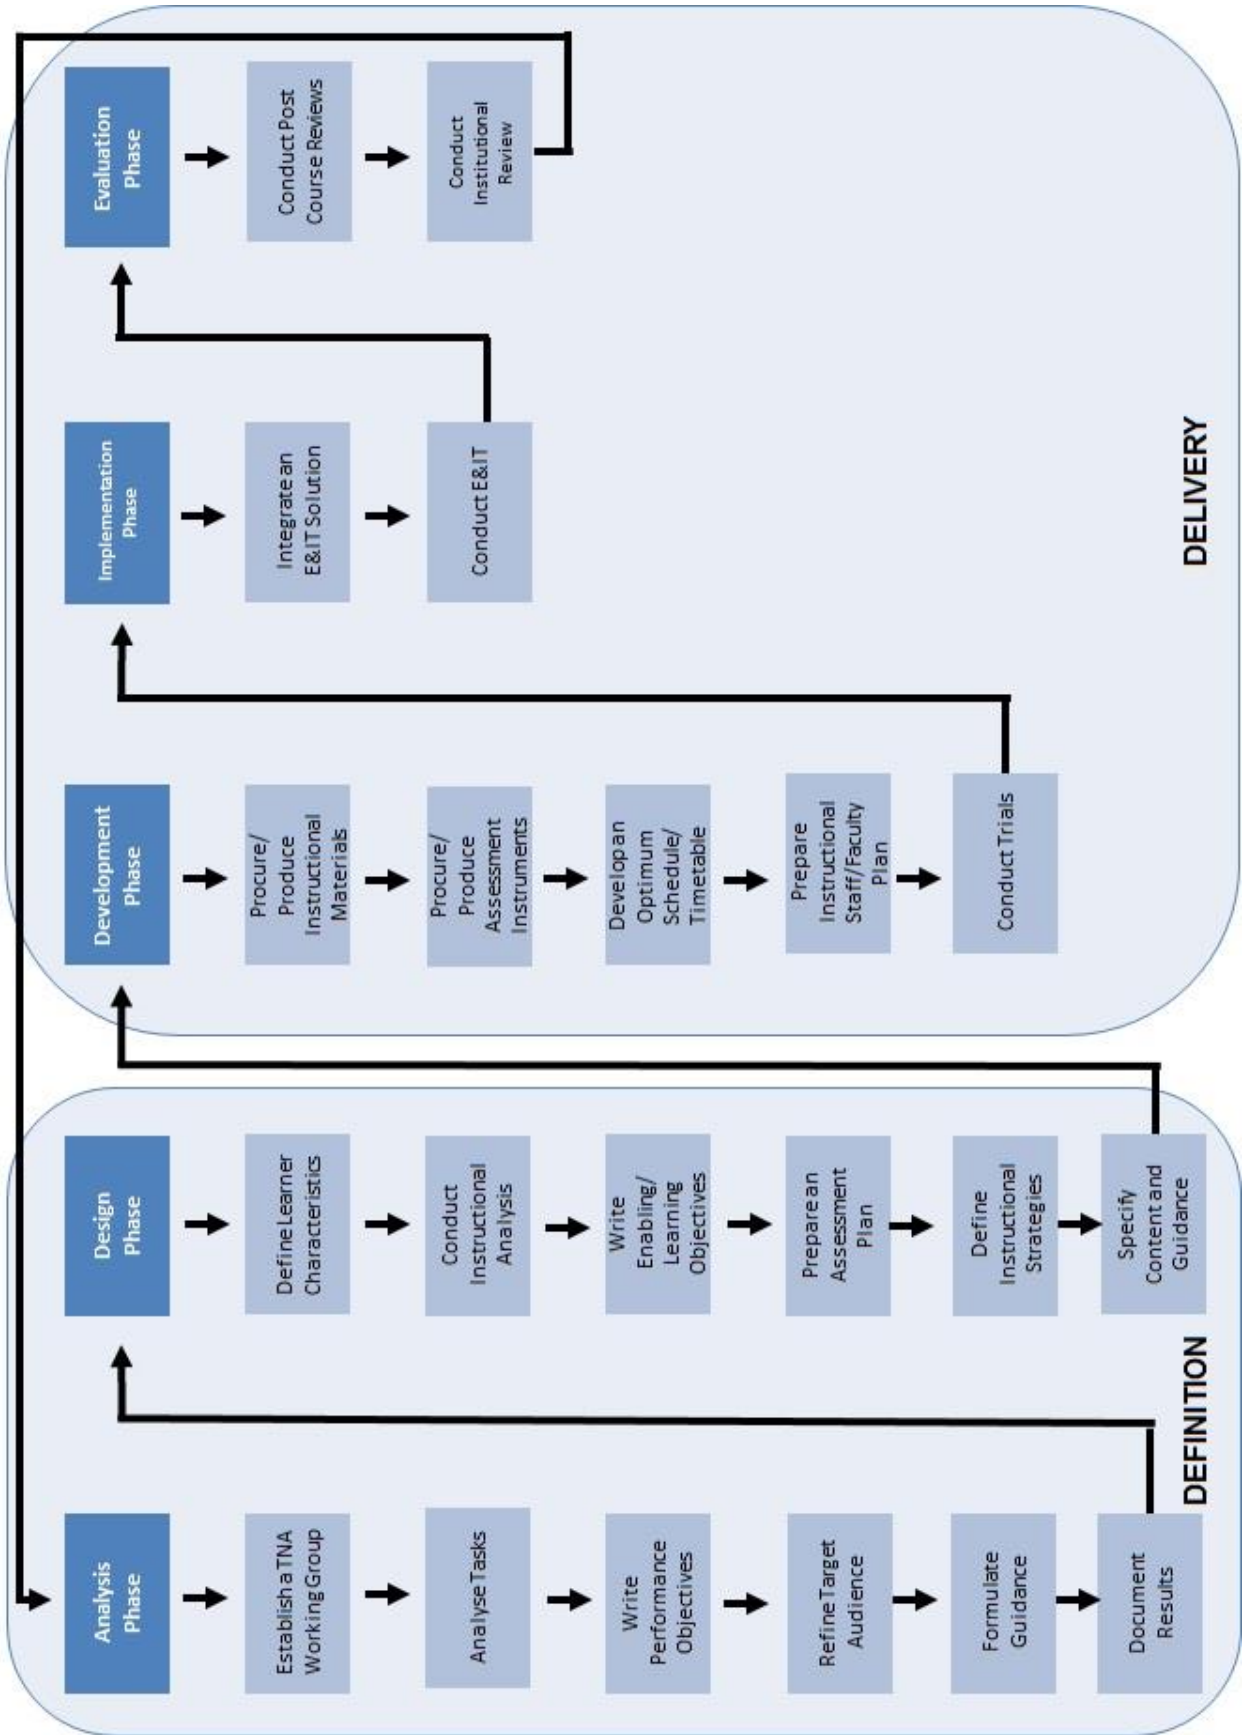 Analysis
Phase
Establish a TNA
Working Group
Analyse Tasks
Write
Performance
Objectives
Refine Target
Audience
Formulate
Guidance
Document
Results
Design
Phase
Define Learner
Characteristics
Conduct
Instructional
Analysis
Write
Enabling/
Learning
Objectives
Prepare an
Assessment
Plan
Define
Instructional
Strategies
Specify
Content and
Guidance
DEFINITION
Development
Phase
Procure/
Produce
Instructional
Materials
Procure/
Produce
Assessment
Instruments
Develop an
Optimum
Schedule/
Timetable
Prepare
Instructional
Staff/Faculty
Plan
Conduct Trials
Implementation
Phase
Integrate an
E&IT Solution
Conduct E&IT
Evaluation
Phase
Conduct Post
Course Reviews
Conduct
Institutional
Review
DELIVERY